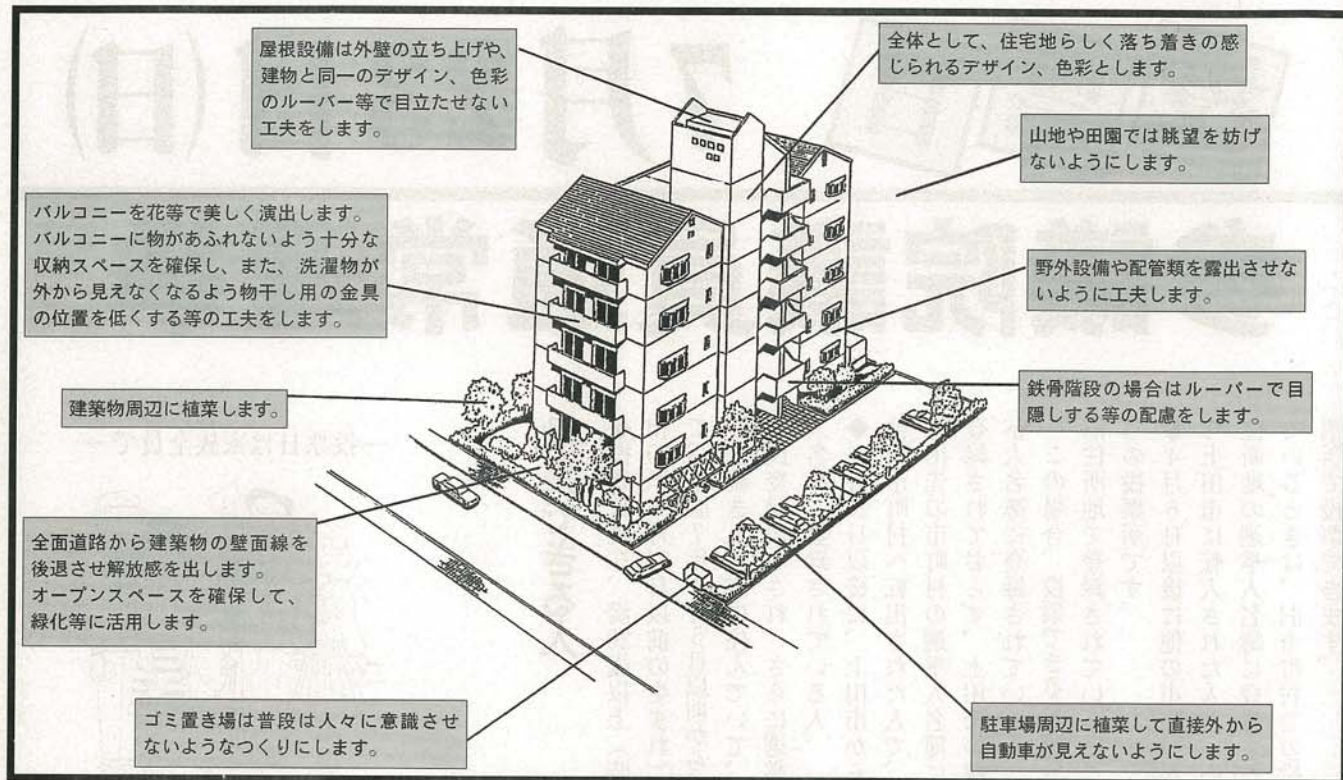 屋根設備は外壁の立ち上げや、
建物と同一のデザイン、色彩
のルーバー等で目立たせない
工夫をします。
全体として、住宅地らしく落ち着きの感
じられるデザイン、色彩とします。
山地や田園では眺望を妨げ
ないようにします。
バルコニーを花等で美しく演出します。
バルコニーに物があふれないよう十分な
収納スペースを確保し、また、洗濯物が
外から見えなくなるよう物干し用の金具
の位置を低くする等の工夫をします。
野外設備や配管類を露出させな
いように工夫します。
建築物周辺に植菜します。
鉄骨階段の場合はルーバーで目
隠しする等の配慮をします。
全面道路から建築物の壁面線を
後退させ解放感を出します。
オープンスペースを確保して、
緑化等に活用します。
ゴミ置き場は普段は人々に意識させ
ないようなつくりにします。
駐車場周辺に植菜して直接外から
自動車が見えないようにします。